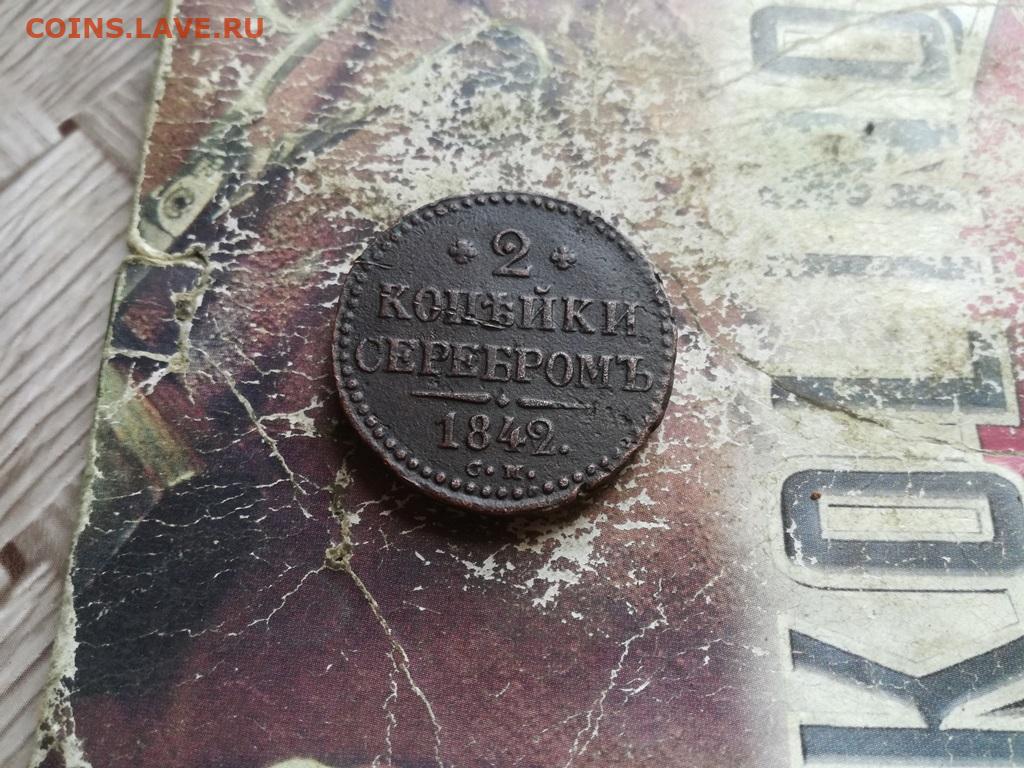 COINS.LAVE.RU
2
КОПѢЙКИ
СЕРЕБРОМЪ
1842.
С.М.